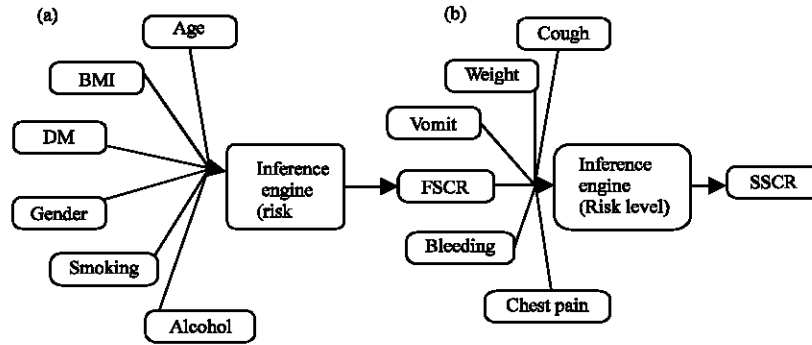 (a)
Age
BMI
DM
Gender
Smoking
Alcohol
Inference
engine
(risk
(b)
Cough
Weight
Vomit
FSCR
Bleeding
Chest pain
Inference
engine
(Risk level)
SSCR